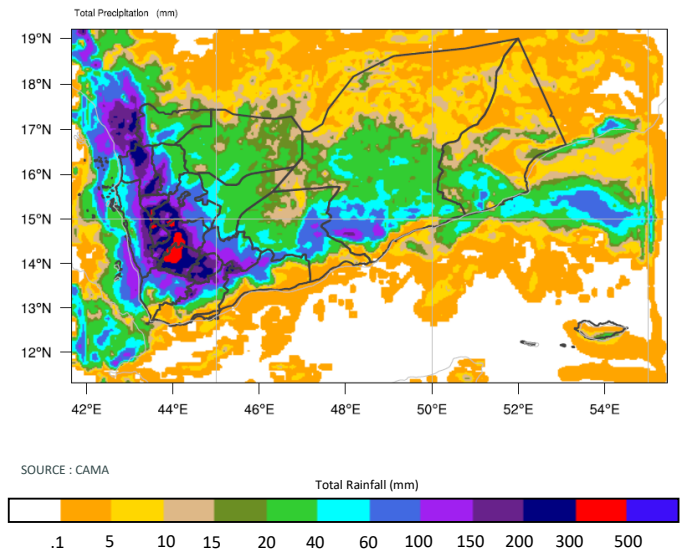 Total Precipitation (mm)
19°N
18°N
17°N
16°N
15°N
14°N
13°N
12°N
42°E 44°E 46°E 48°E 50°E 52°E 54°E
SOURCE : CAMA
Total Rainfall (mm)
.1 5 10 15 20 40 60 100 150 200 300 500